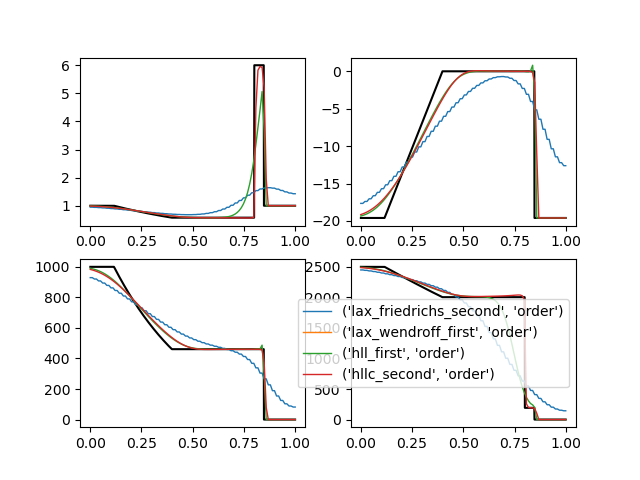 6
5
4
3
2
1
0.00 0.25 0.50 0.75 1.00
0
−5
−10
−15
−20
0.00 0.25 0.50 0.75 1.00
1000
800
600
400
200
0
0.00 0.25 0.50 0.75 1.00
2500
2000
1500
1000
500
0
0.00 0.25 0.50 0.75 1.00
('lax_friedrichs_second', 'order')
('lax_wendroff_first', 'order')
('hll_first', 'order')
('hllc_second', 'order')